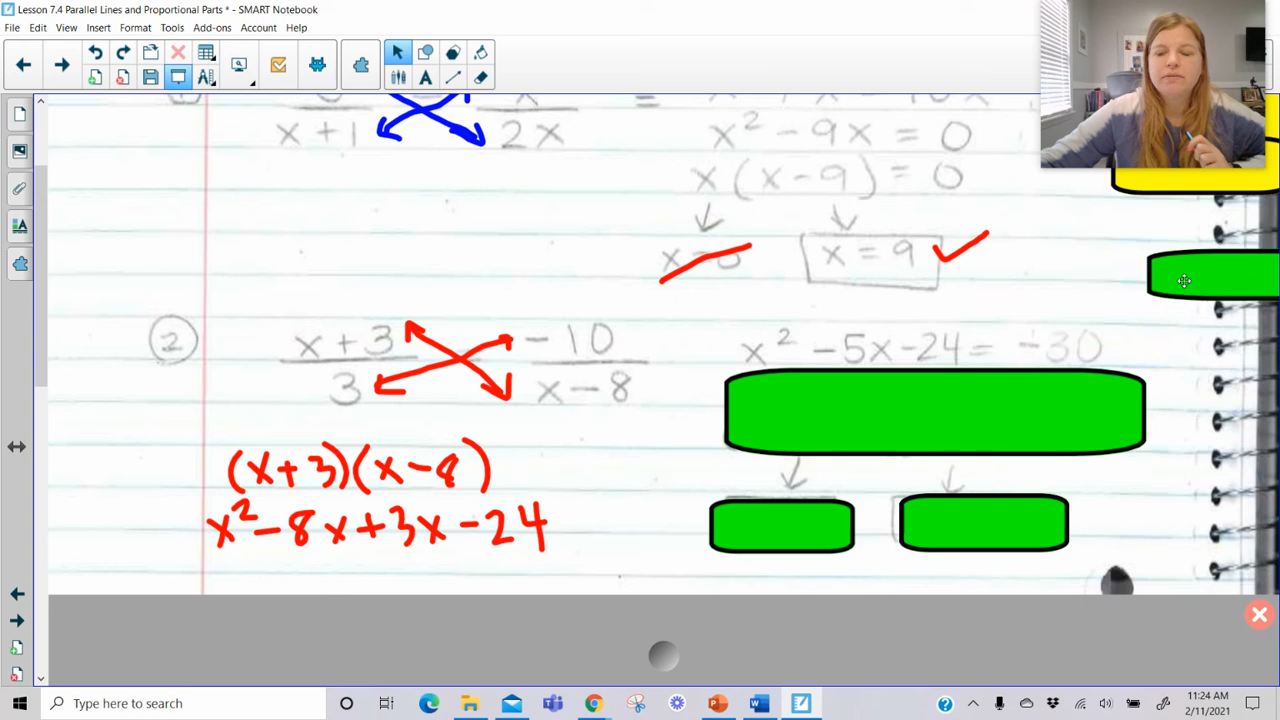 Lesson 7.4 Parallel Lines and Proportional Parts * - SMART Notebook
File Edit View Insert Format Tools Add-ons Account Help
x + 1 2x =
x² - 9x = 0
x (x - 9) = 0
x = 0 x = 9
2 x + 3 -10 x² - 5x - 24 = -30
3 x - 8
(x + 3)(x - 8)
x² - 8x + 3x - 24
Type here to search
11:24 AM
2/11/2021